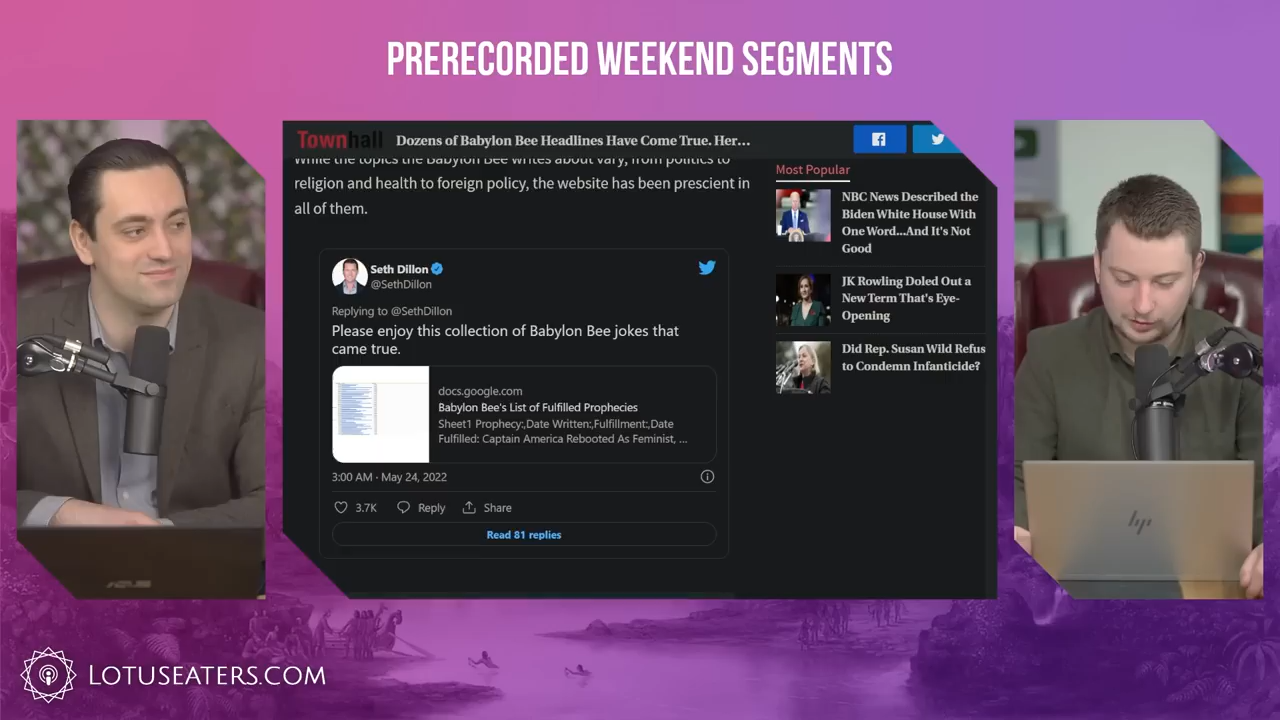 PRERECORDED WEEKEND SEGMENTS
Townhall
Dozens of Babylon Bee Headlines Have Come True. Her...
While the topics the Babylon Bee writes about vary, from politics to
religion and health to foreign policy, the website has been prescient in
all of them.
Seth Dillon
@SethDillon
Replying to @SethDillon
Please enjoy this collection of Babylon Bee jokes that
came true.
docs.google.com
Babylon Bee's List of Fulfilled Prophecies
Sheet1 Prophecy:,Date Written:,Fulfillment:,Date
Fulfilled: Captain America Rebooted As Feminist, ...
3:00 AM · May 24, 2022
3.7K
Reply
Share
Read 81 replies
Most Popular
NBC News Described the
Biden White House With
One Word...And It's Not
Good
JK Rowling Doled Out a
New Term That's Eye-
Opening
Did Rep. Susan Wild Refus
to Condemn Infanticide?
ASUS
hp
LOTUSEATERS.COM